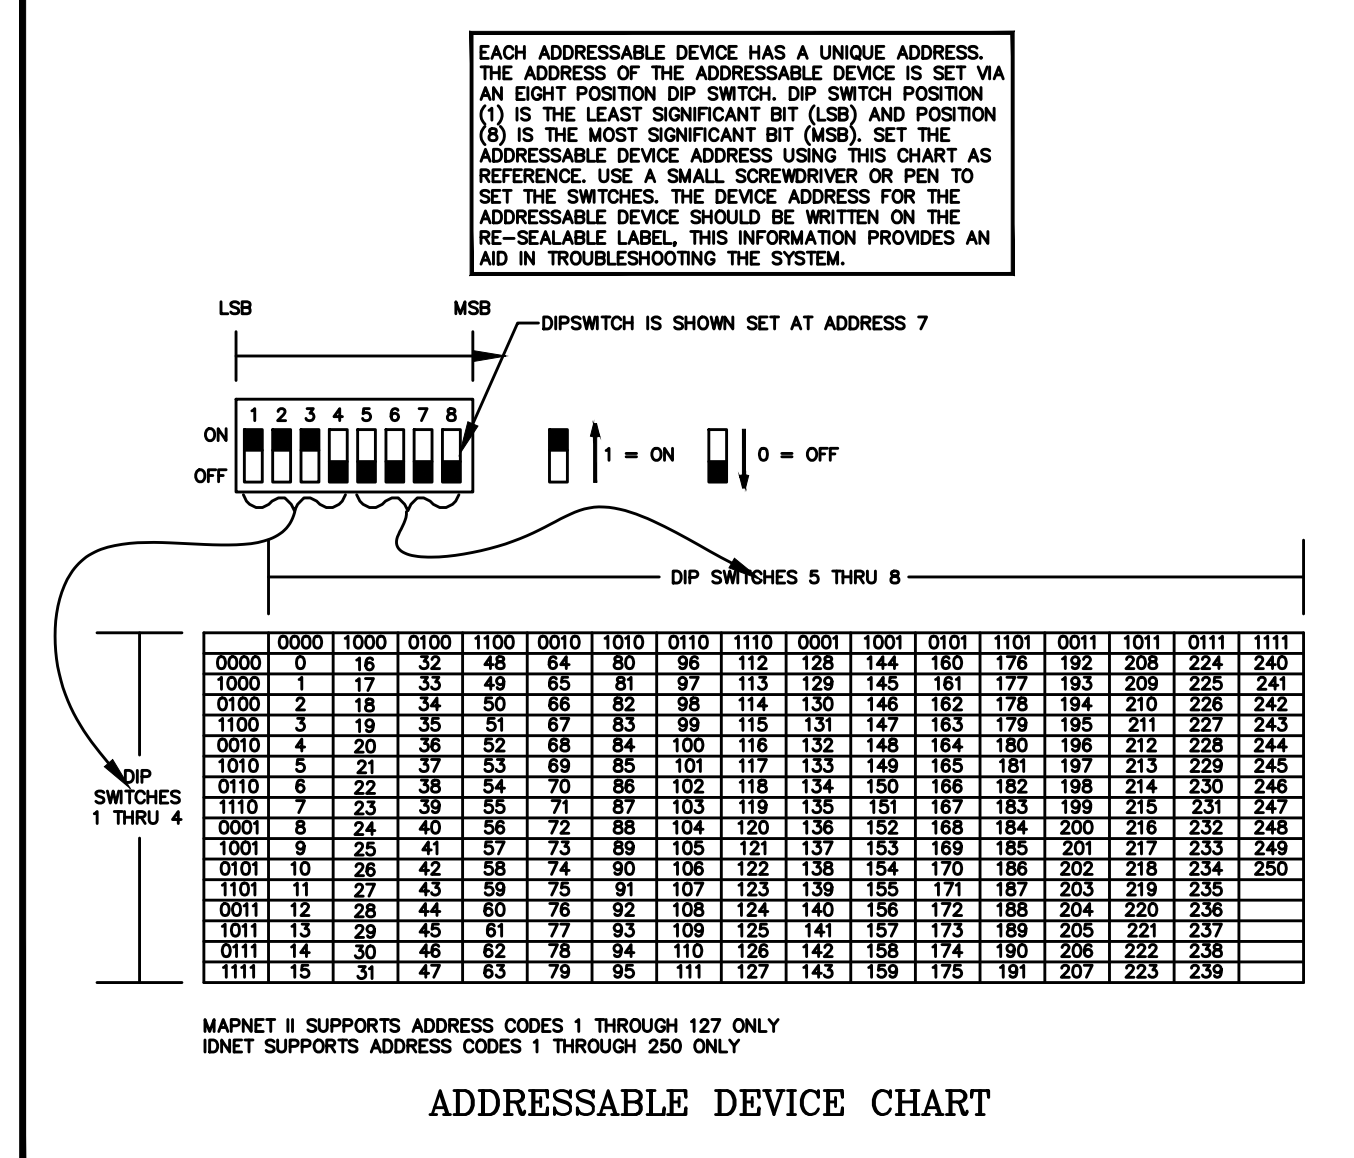 EACH ADDRESSABLE DEVICE HAS A UNIQUE ADDRESS.
THE ADDRESS OF THE ADDRESSABLE DEVICE IS SET VIA
AN EIGHT POSITION DIP SWITCH. DIP SWITCH POSITION
(1) IS THE LEAST SIGNIFICANT BIT (LSB) AND POSITION
(8) IS THE MOST SIGNIFICANT BIT (MSB). SET THE
ADDRESSABLE DEVICE ADDRESS USING THIS CHART AS
REFERENCE. USE A SMALL SCREWDRIVER OR PEN TO
SET THE SWITCHES. THE DEVICE ADDRESS FOR THE
ADDRESSABLE DEVICE SHOULD BE WRITTEN ON THE
RE-SEALABLE LABEL, THIS INFORMATION PROVIDES AN
AID IN TROUBLESHOOTING THE SYSTEM.
LSB MSB
DIPSWITCH IS SHOWN SET AT ADDRESS 7
1 2 3 4 5 6 7 8
ON
OFF
1 = ON
0 = OFF
DIP SWITCHES 5 THRU 8
0000 1000 0100 1100 0010 1010 0110 1110 0001 1001 0101 1101 0011 1011 0111 1111
0000 0 16 32 48 64 80 96 112 128 144 160 176 192 208 224 240
1000 1 17 33 49 65 81 97 113 129 145 161 177 193 209 225 241
0100 2 18 34 50 66 82 98 114 130 146 162 178 194 210 226 242
1100 3 19 35 51 67 83 99 115 131 147 163 179 195 211 227 243
0010 4 20 36 52 68 84 100 116 132 148 164 180 196 212 228 244
1010 5 21 37 53 69 85 101 117 133 149 165 181 197 213 229 245
0110 6 22 38 54 70 86 102 118 134 150 166 182 198 214 230 246
1110 7 23 39 55 71 87 103 119 135 151 167 183 199 215 231 247
0001 8 24 40 56 72 88 104 120 136 152 168 184 200 216 232 248
1001 9 25 41 57 73 89 105 121 137 153 169 185 201 217 233 249
0101 10 26 42 58 74 90 106 122 138 154 170 186 202 218 234 250
1101 11 27 43 59 75 91 107 123 139 155 171 187 203 219 235
0011 12 28 44 60 76 92 108 124 140 156 172 188 204 220 236
1011 13 29 45 61 77 93 109 125 141 157 173 189 205 221 237
0111 14 30 46 62 78 94 110 126 142 158 174 190 206 222 238
1111 15 31 47 63 79 95 111 127 143 159 175 191 207 223 239
DIP
SWITCHES
1 THRU 4
MAPNET II SUPPORTS ADDRESS CODES 1 THROUGH 127 ONLY
IDNET SUPPORTS ADDRESS CODES 1 THROUGH 250 ONLY
ADDRESSABLE DEVICE CHART